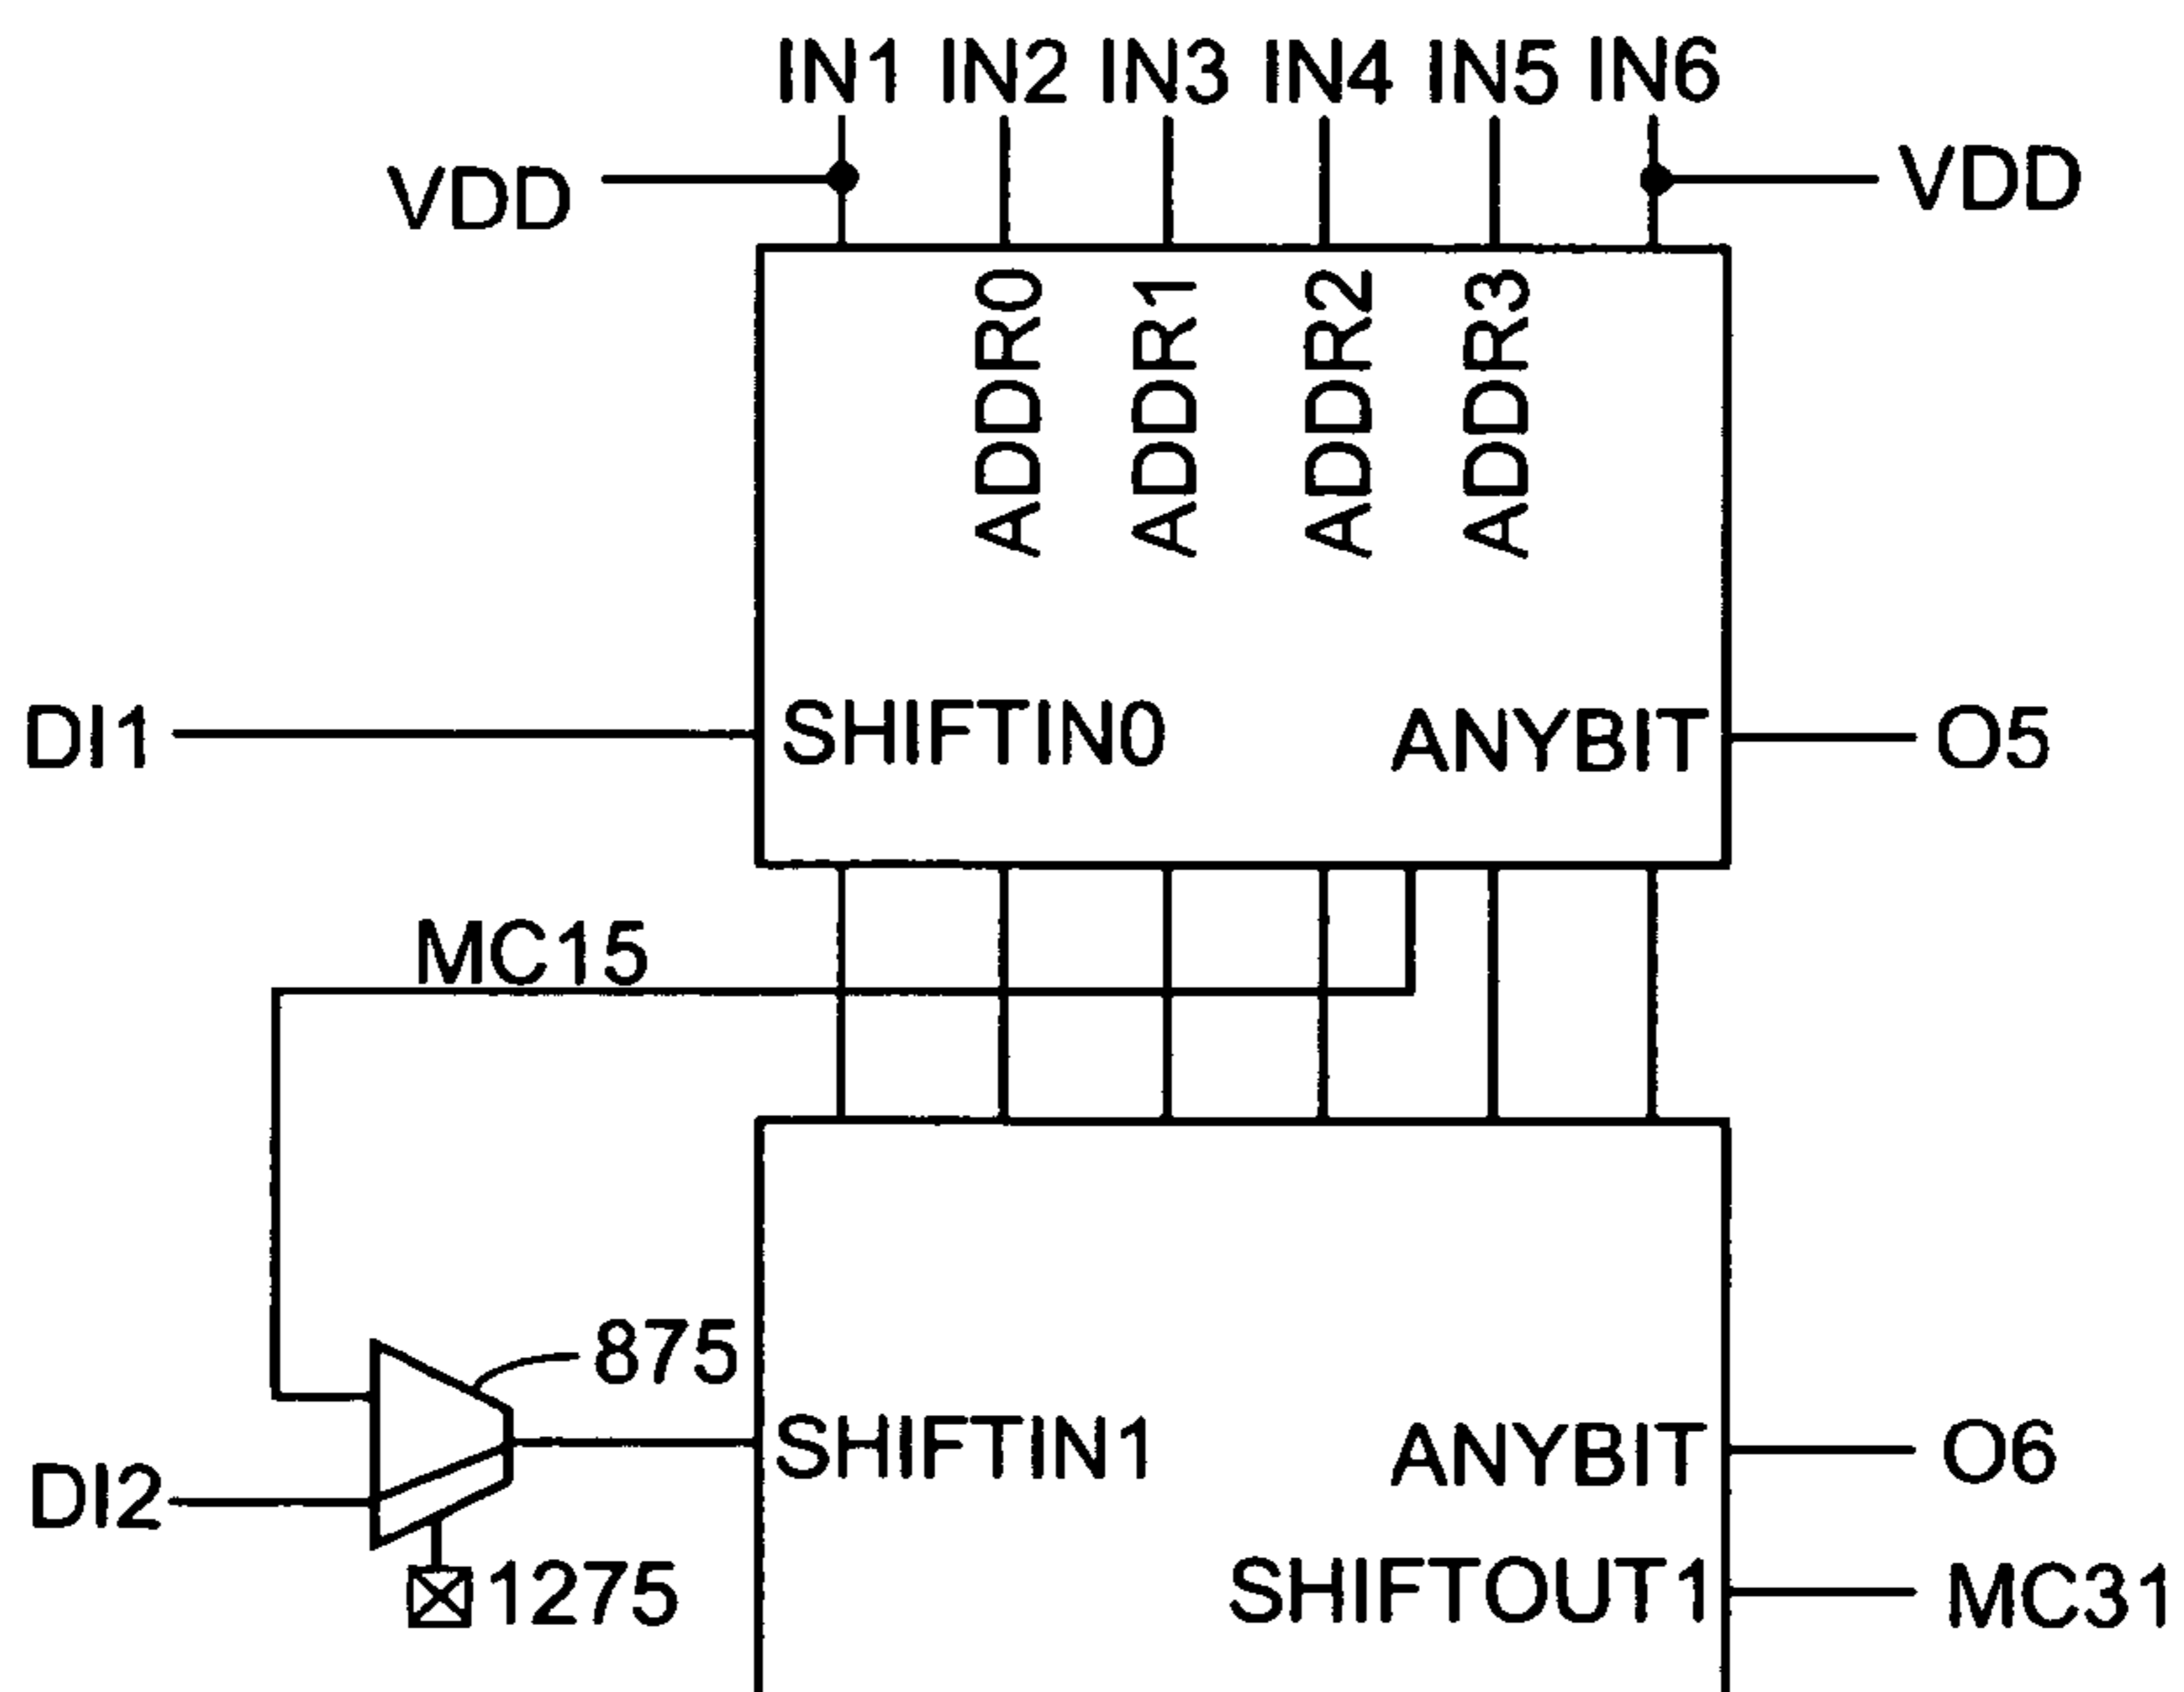 IN1 IN2 IN3 IN4 IN5 IN6
VDD VDD
ADDR0 ADDR1 ADDR2 ADDR3
DI1 SHIFTIN0 ANYBIT O5
MC15
875
SHIFTIN1 ANYBIT O6
DI2
1275 SHIFTOUT1 MC31